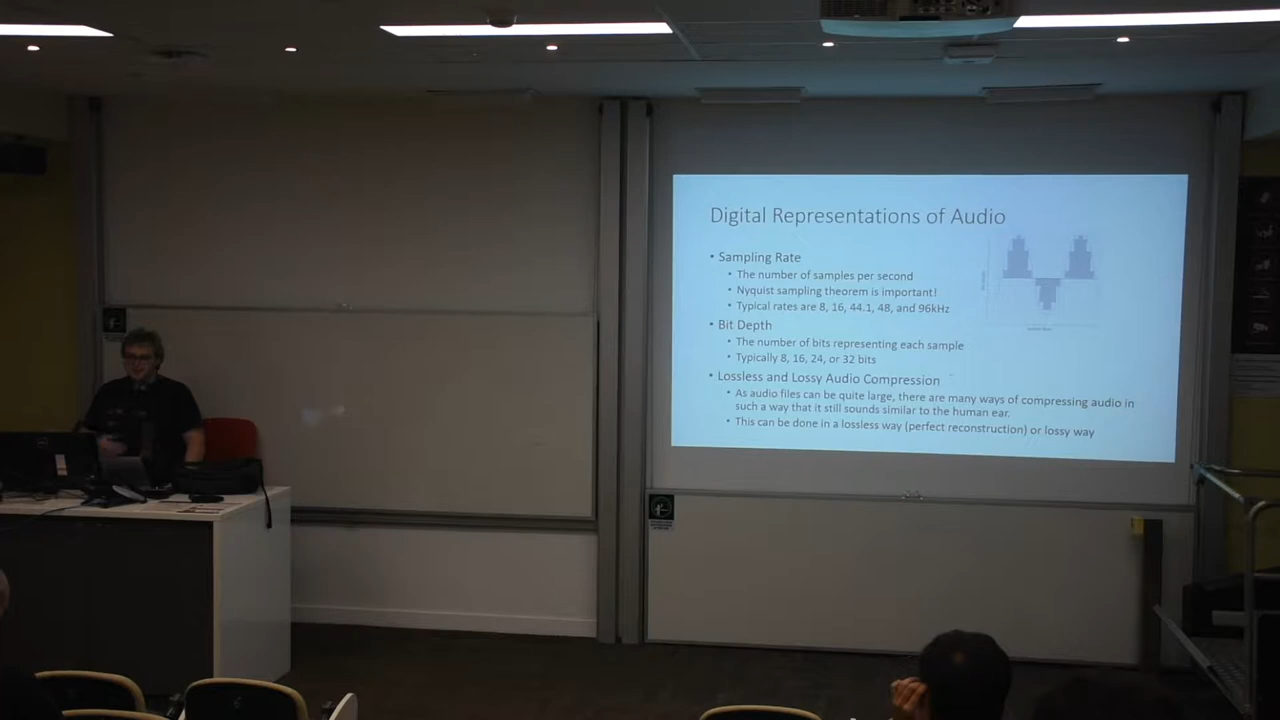 Digital Representations of Audio
• Sampling Rate
• The number of samples per second
• Nyquist sampling theorem is important!
• Typical rates are 8, 16, 44.1, 48, and 96kHz
• Bit Depth
• The number of bits representing each sample
• Typically 8, 16, 24, or 32 bits
• Lossless and Lossy Audio Compression
• As audio files can be quite large, there are many ways of compressing audio in
such a way that it still sounds similar to the human ear.
• This can be done in a lossless way (perfect reconstruction) or lossy way